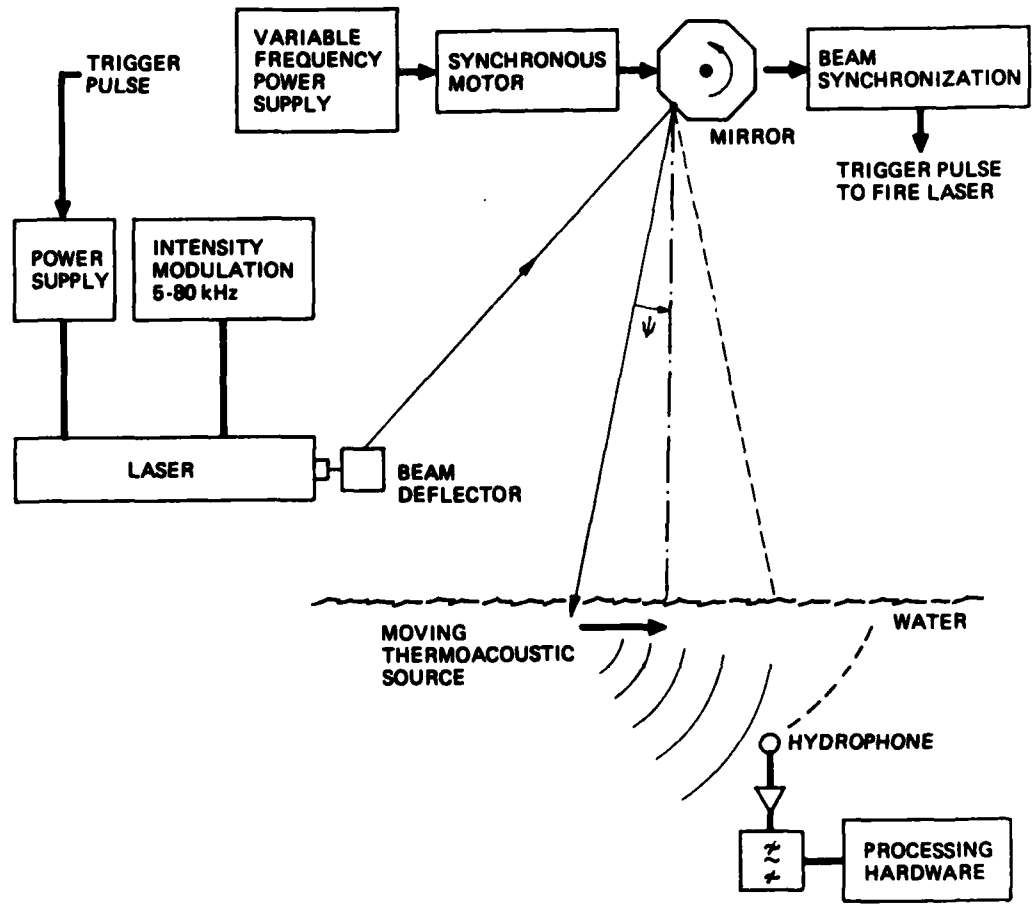 TRIGGER
PULSE
VARIABLE
FREQUENCY
POWER
SUPPLY
SYNCHRONOUS
MOTOR
MIRROR
BEAM
SYNCHRONIZATION
TRIGGER PULSE
TO FIRE LASER
POWER
SUPPLY
INTENSITY
MODULATION
5-80 kHz
ψ
LASER
BEAM
DEFLECTOR
WATER
MOVING
THERMOACOUSTIC
SOURCE
HYDROPHONE
PROCESSING
HARDWARE